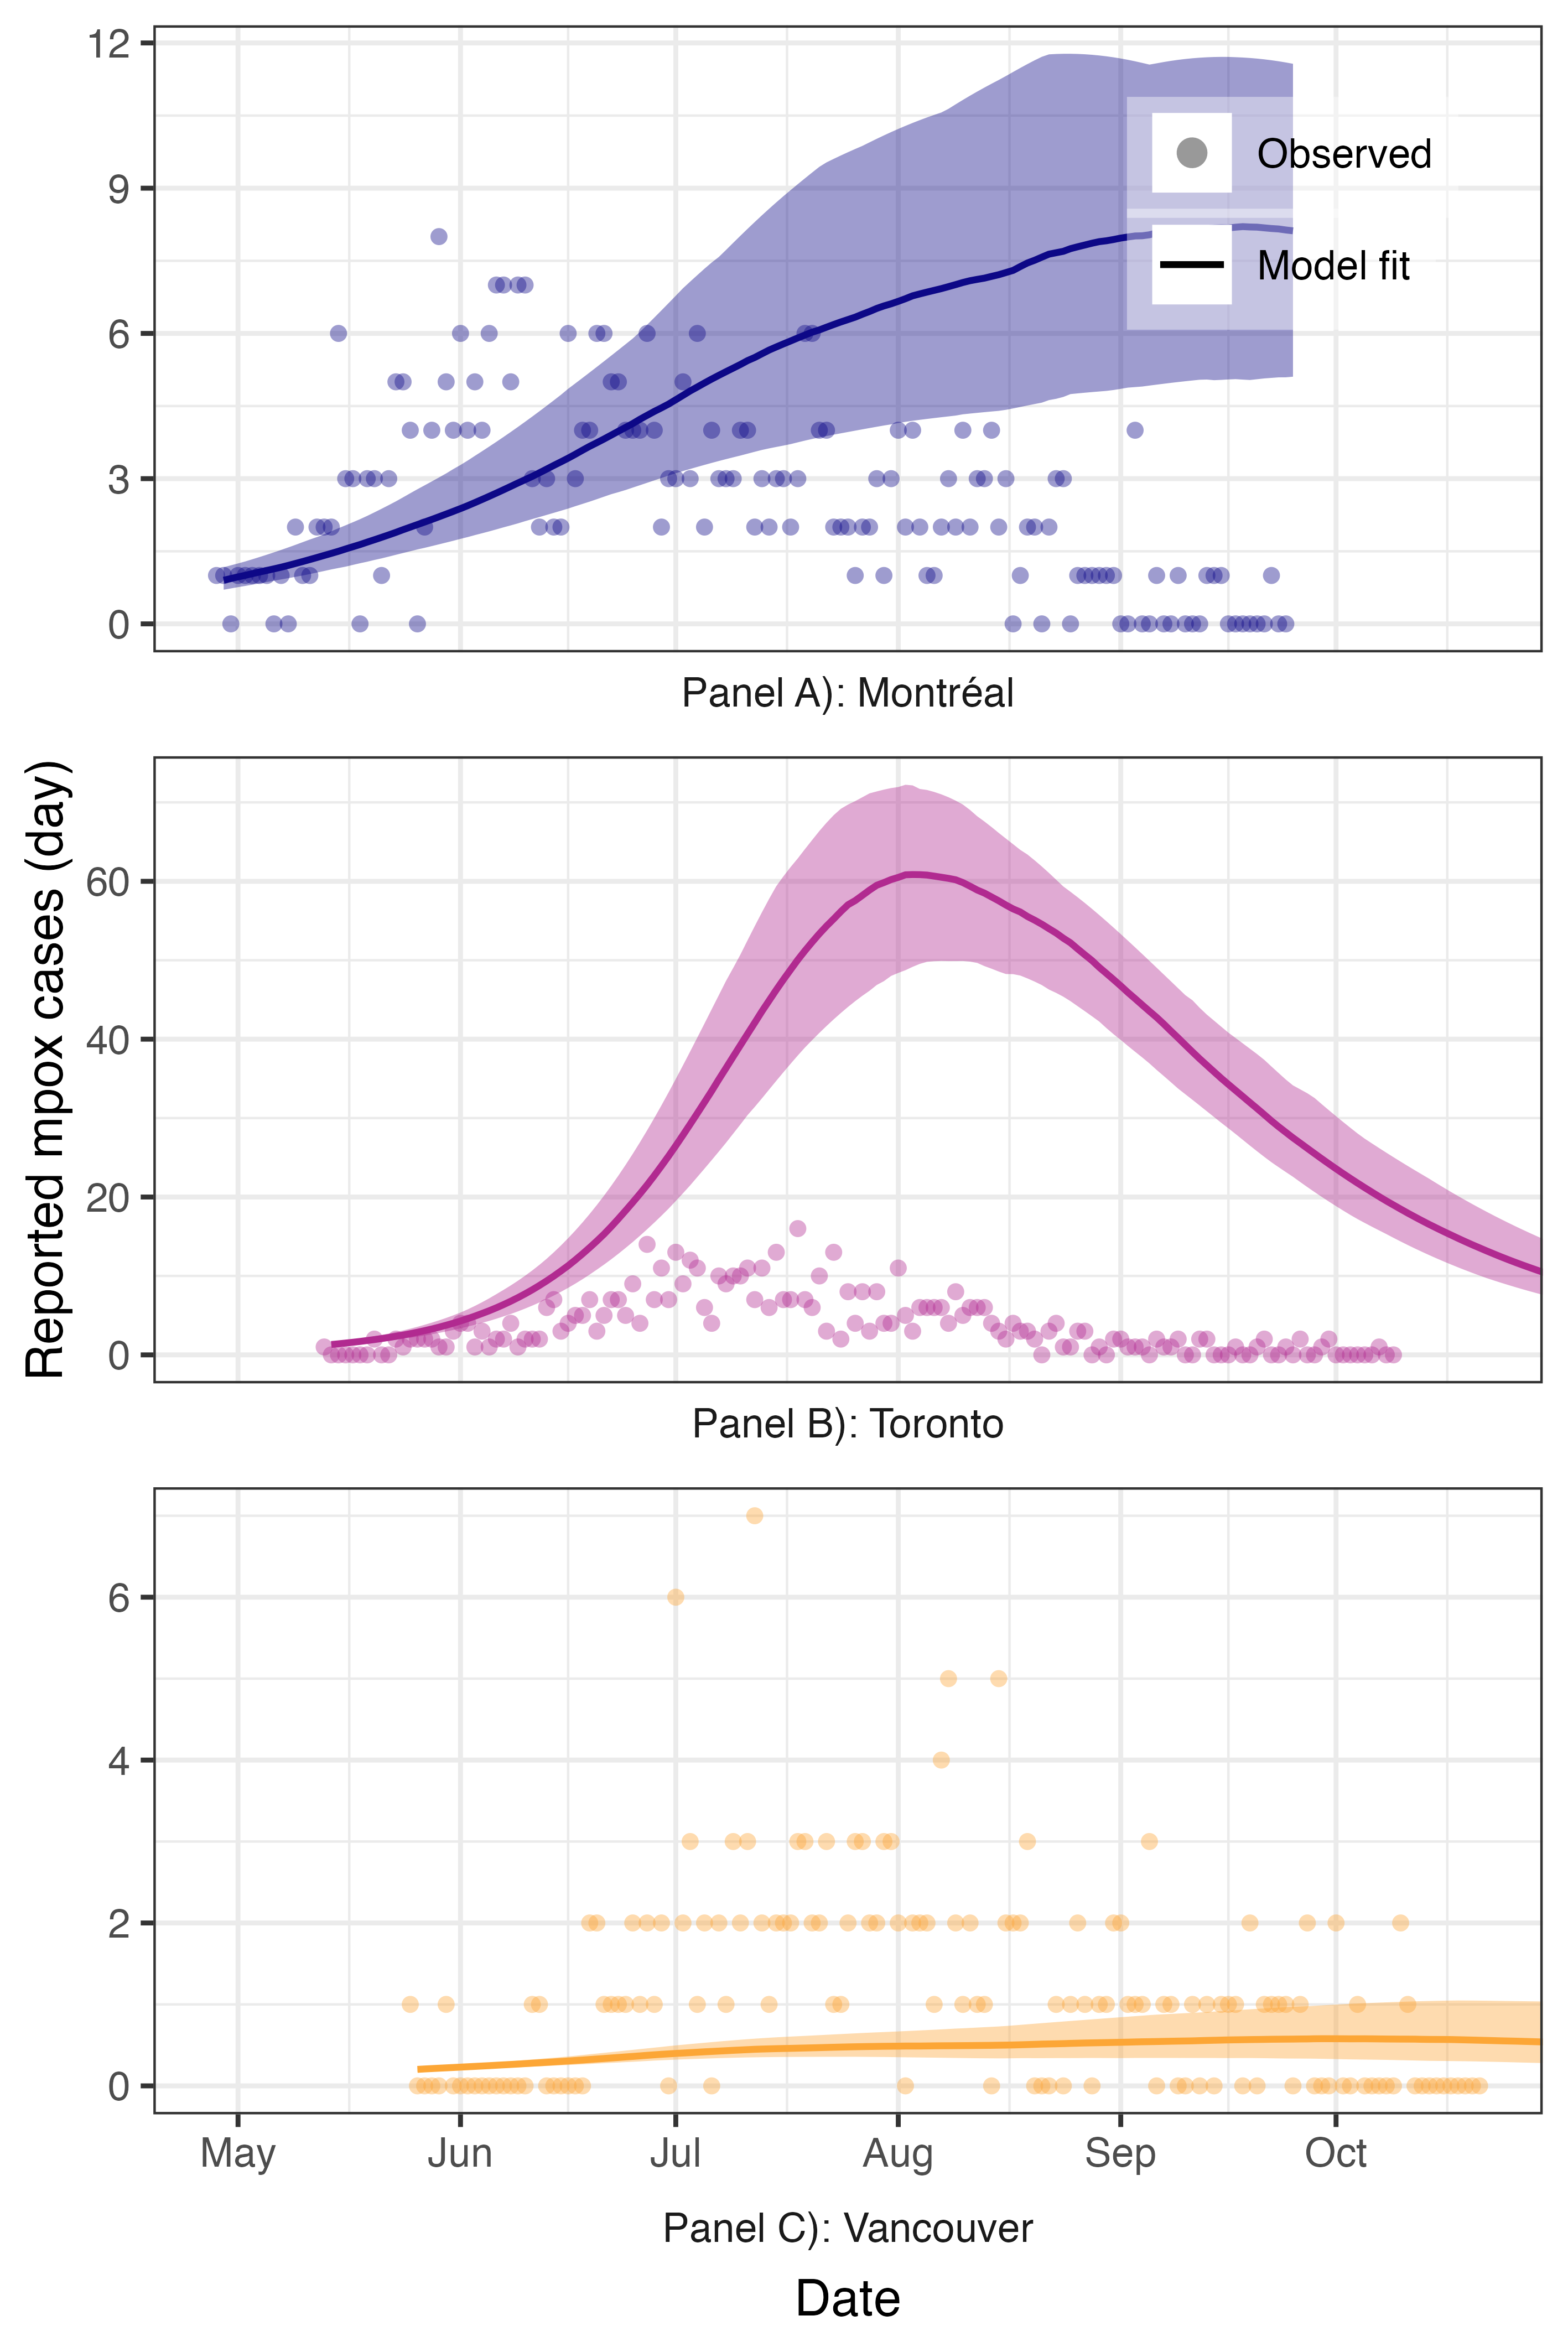 12
9
6
3
0
Observed
Model fit
Panel A): Montréal
Reported mpox cases (day)
60
40
20
0
Panel B): Toronto
6
4
2
0
May Jun Jul Aug Sep Oct
Panel C): Vancouver
Date